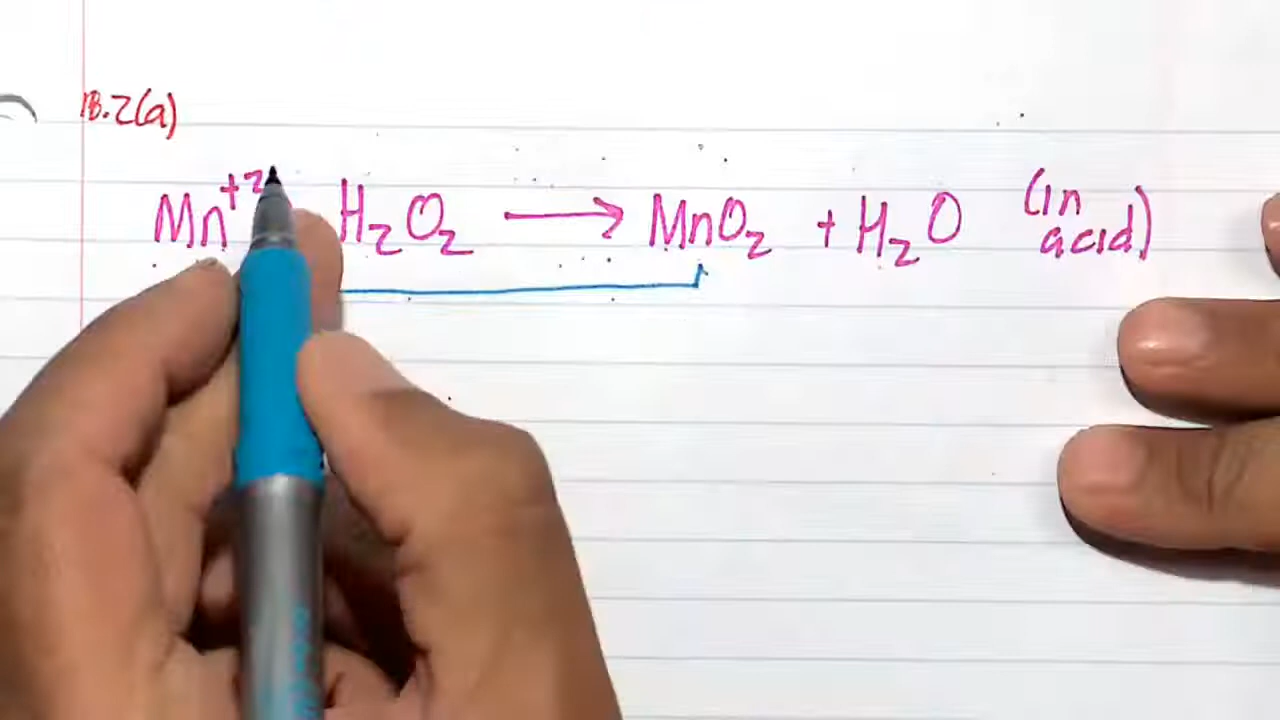 18.2(a)
Mn⁺² H₂O₂ → MnO₂ + H₂O (in acid)